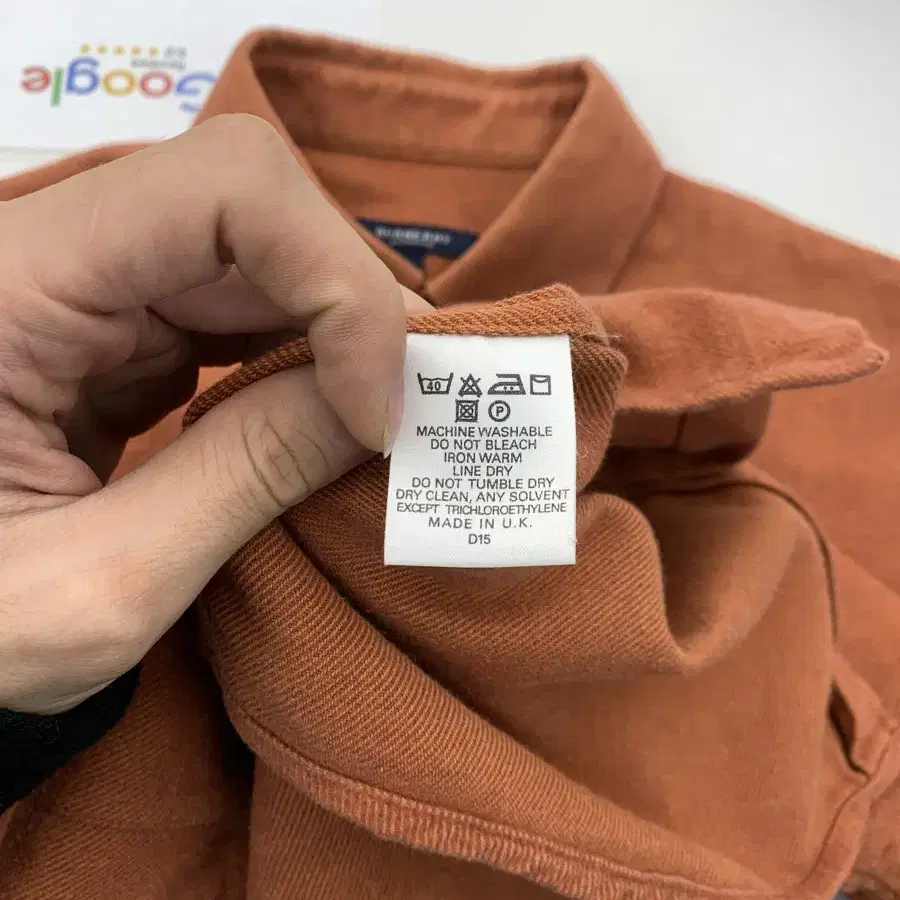 Google
40
P
MACHINE WASHABLE
DO NOT BLEACH
IRON WARM
LINE DRY
DO NOT TUMBLE DRY
DRY CLEAN, ANY SOLVENT
EXCEPT TRICHLOROETHYLENE
MADE IN U.K.
D15